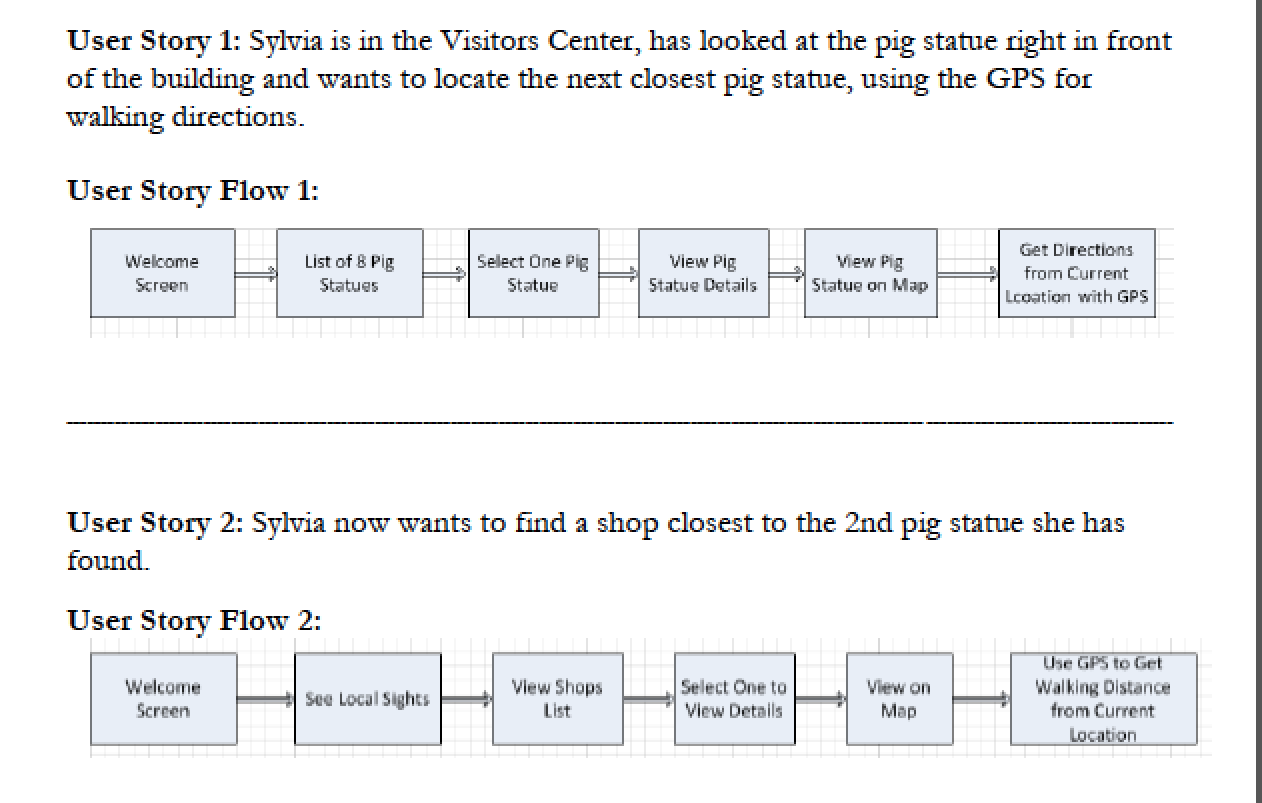 User Story 1: Sylvia is in the Visitors Center, has looked at the pig statue right in front
of the building and wants to locate the next closest pig statue, using the GPS for
walking directions.
User Story Flow 1:
Welcome
Screen
List of 8 Pig
Statues
Select One Pig
Statue
View Pig
Statue Details
View Pig
Statue on Map
Get Directions
from Current
Lcoation with GPS
User Story 2: Sylvia now wants to find a shop closest to the 2nd pig statue she has
found.
User Story Flow 2:
Welcome
Screen
See Local Sights
View Shops
List
Select One to
View Details
View on
Map
Use GPS to Get
Walking Distance
from Current
Location